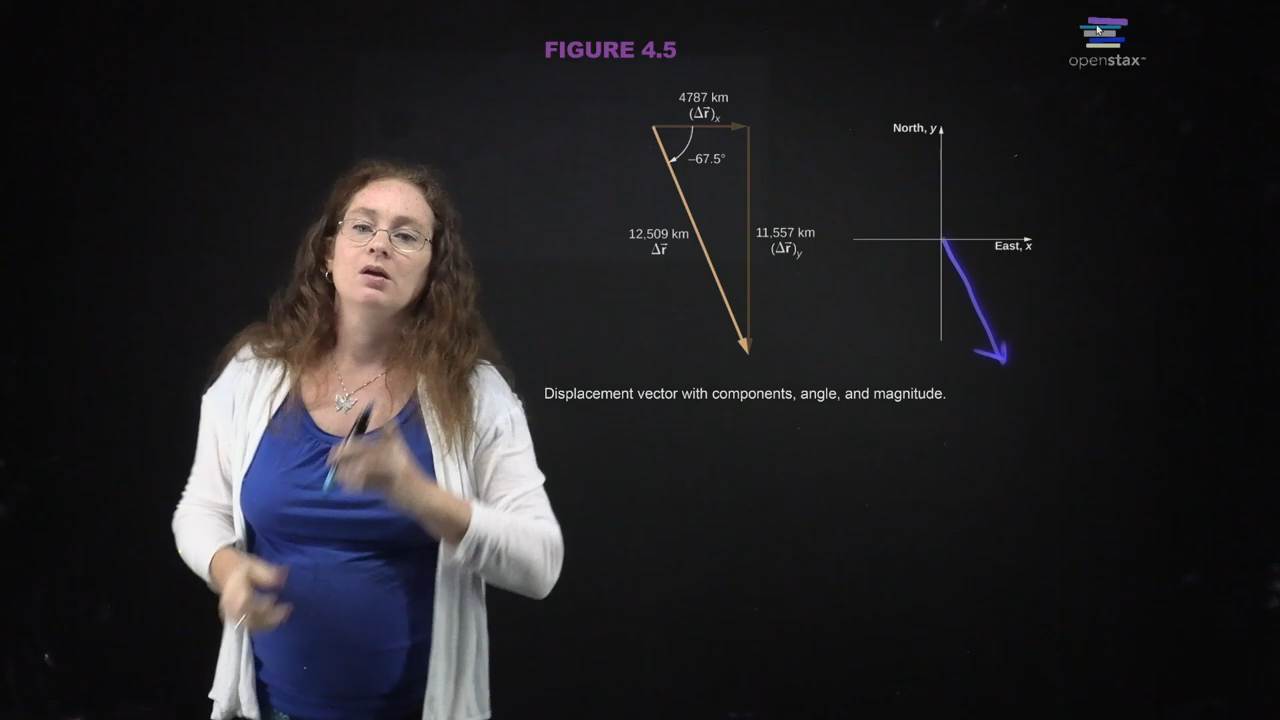 FIGURE 4.5
openstax™
4787 km
(Δr⃗)ₓ
–67.5°
12,509 km
Δr⃗
11,557 km
(Δr⃗)ᵧ
North, y
East, x
Displacement vector with components, angle, and magnitude.